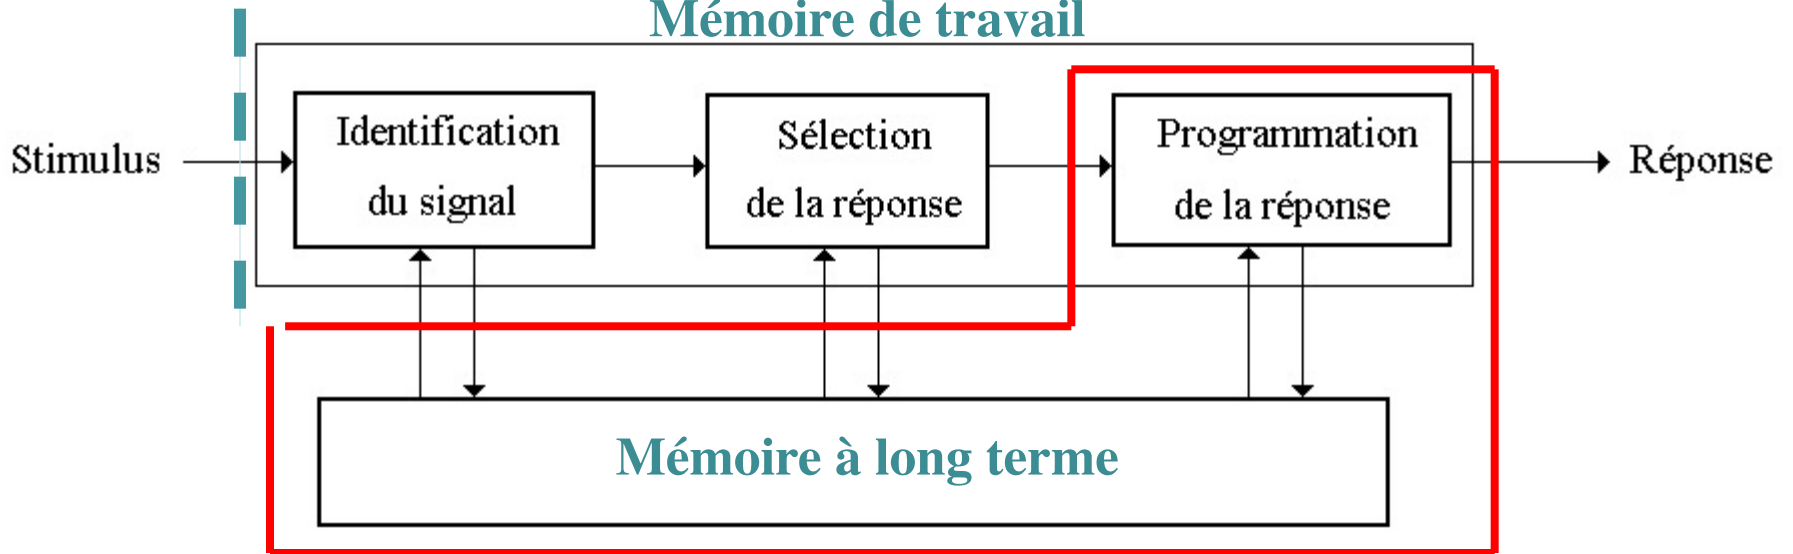 Mémoire de travail
Stimulus
Identification
du signal
Sélection
de la réponse
Programmation
de la réponse
Réponse
Mémoire à long terme